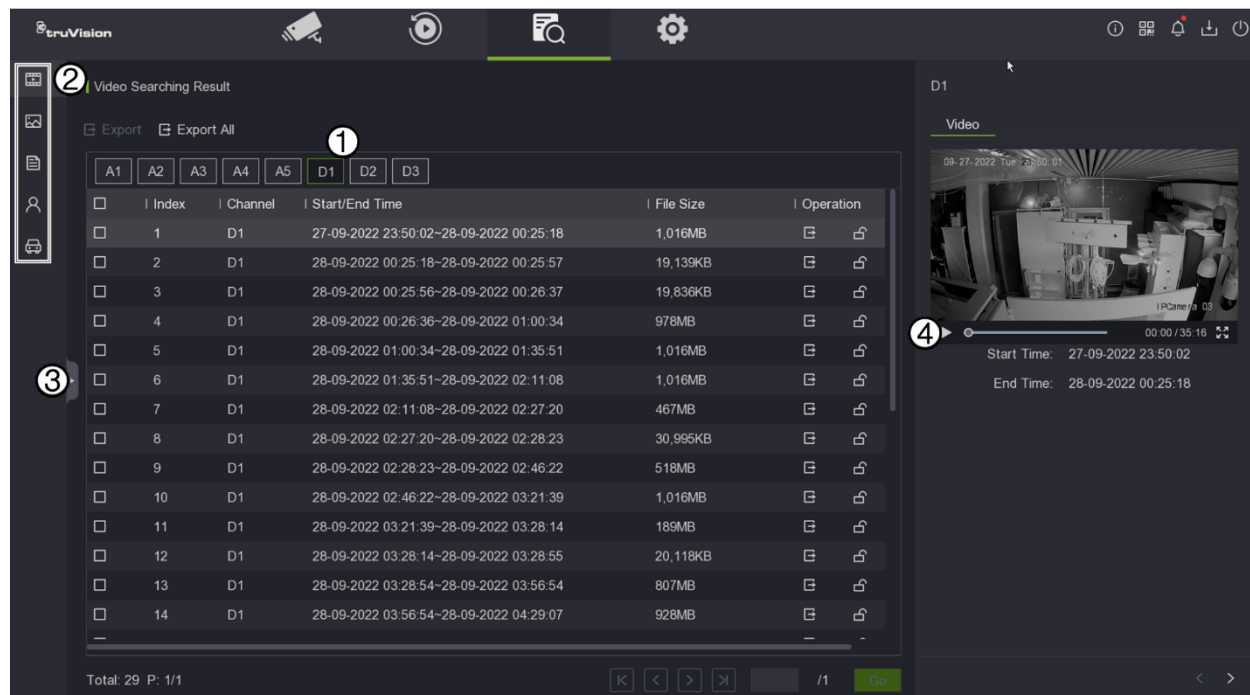 truVision
② Video Searching Result
D1
Export Export All
Video
①
A1 A2 A3 A4 A5 D1 D2 D3
09-27-2022 Tue 23:50:01
Index Channel Start/End Time File Size Operation
1 D1 27-09-2022 23:50:02~28-09-2022 00:25:18 1,016MB
2 D1 28-09-2022 00:25:18~28-09-2022 00:25:57 19,139KB
3 D1 28-09-2022 00:25:56~28-09-2022 00:26:37 19,836KB
IPCamera 03
4 D1 28-09-2022 00:26:36~28-09-2022 01:00:34 978MB
④ 00:00 / 35:16
5 D1 28-09-2022 01:00:34~28-09-2022 01:35:51 1,016MB
Start Time: 27-09-2022 23:50:02
③ 6 D1 28-09-2022 01:35:51~28-09-2022 02:11:08 1,016MB
End Time: 28-09-2022 00:25:18
7 D1 28-09-2022 02:11:08~28-09-2022 02:27:20 467MB
8 D1 28-09-2022 02:27:20~28-09-2022 02:28:23 30,995KB
9 D1 28-09-2022 02:28:23~28-09-2022 02:46:22 518MB
10 D1 28-09-2022 02:46:22~28-09-2022 03:21:39 1,016MB
11 D1 28-09-2022 03:21:39~28-09-2022 03:28:14 189MB
12 D1 28-09-2022 03:28:14~28-09-2022 03:28:55 20,118KB
13 D1 28-09-2022 03:28:54~28-09-2022 03:56:54 807MB
14 D1 28-09-2022 03:56:54~28-09-2022 04:29:07 928MB
Total: 29 P: 1/1 /1 Go